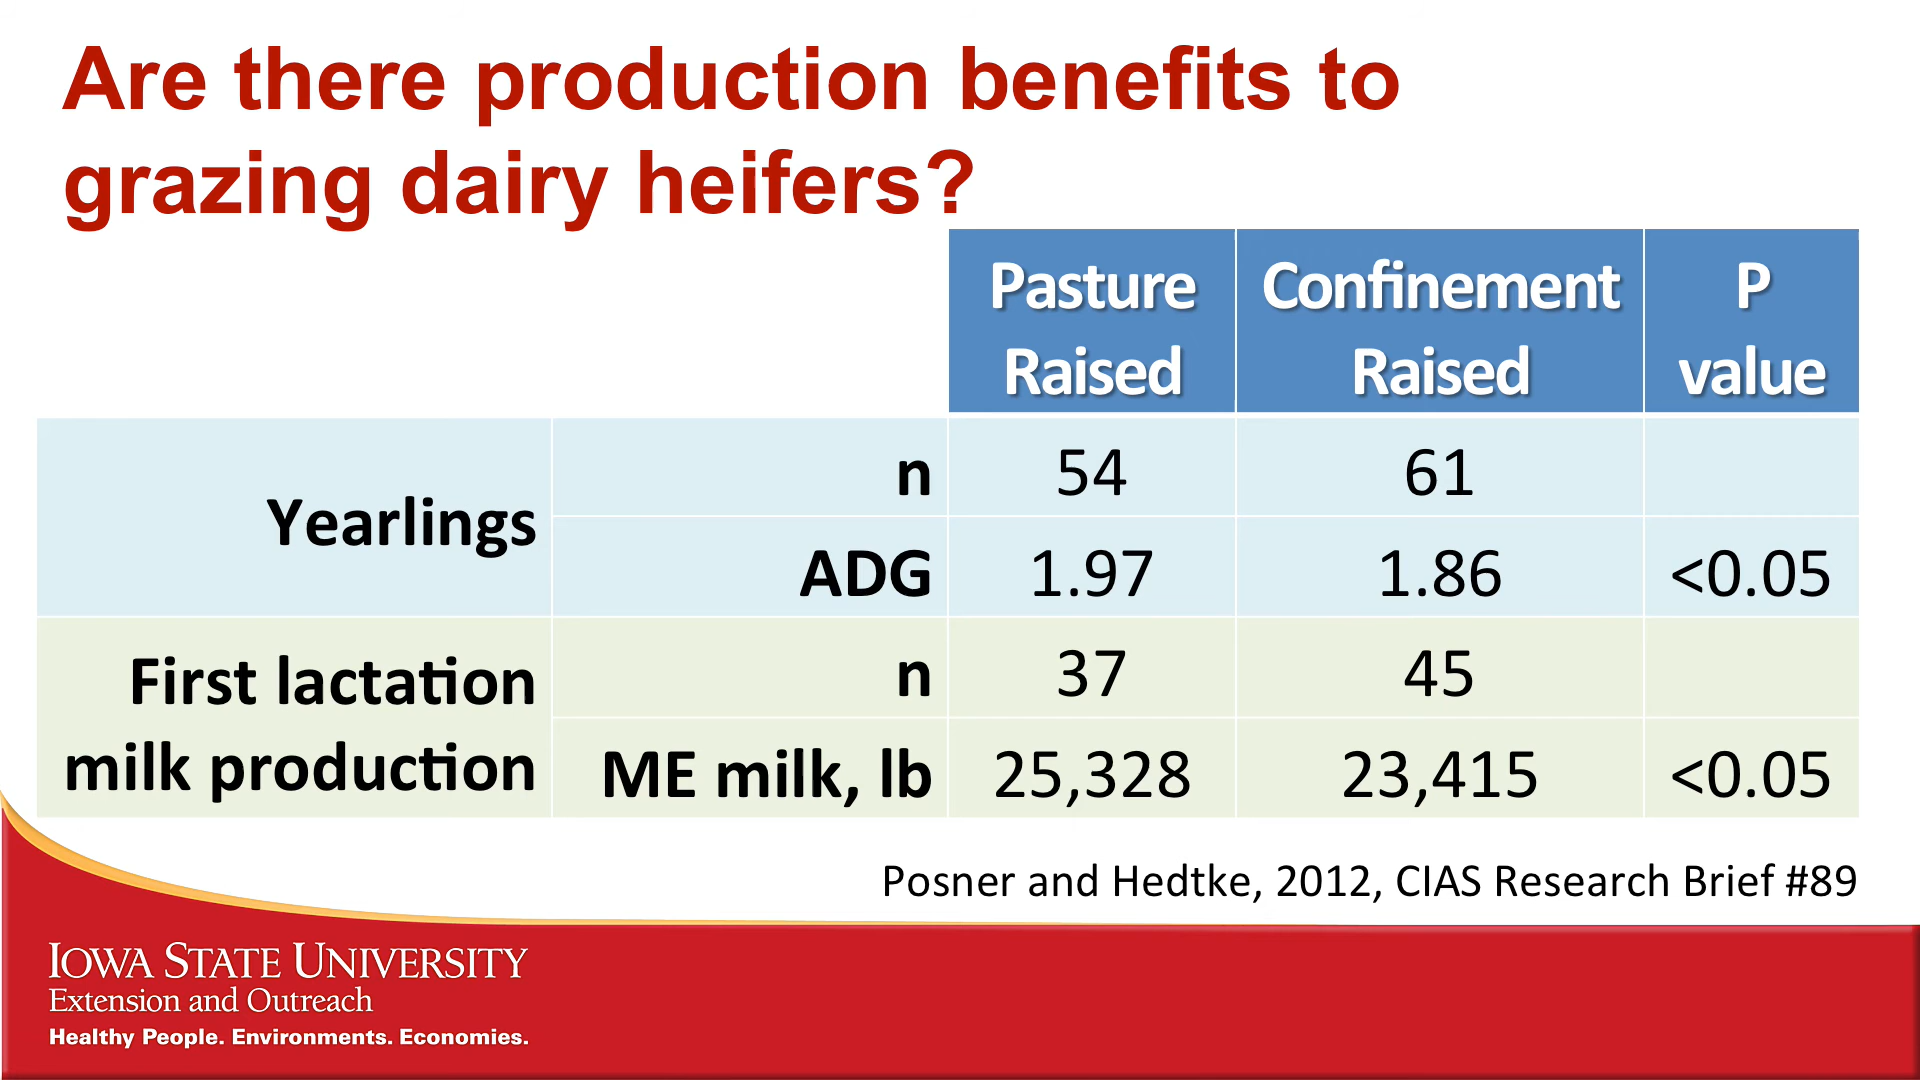 Are there production benefits to
grazing dairy heifers?
Pasture Raised Confinement Raised P value
Yearlings n 54 61
ADG 1.97 1.86 <0.05
First lactation milk production n 37 45
ME milk, lb 25,328 23,415 <0.05
Posner and Hedtke, 2012, CIAS Research Brief #89
IOWA STATE UNIVERSITY
Extension and Outreach
Healthy People. Environments. Economies.